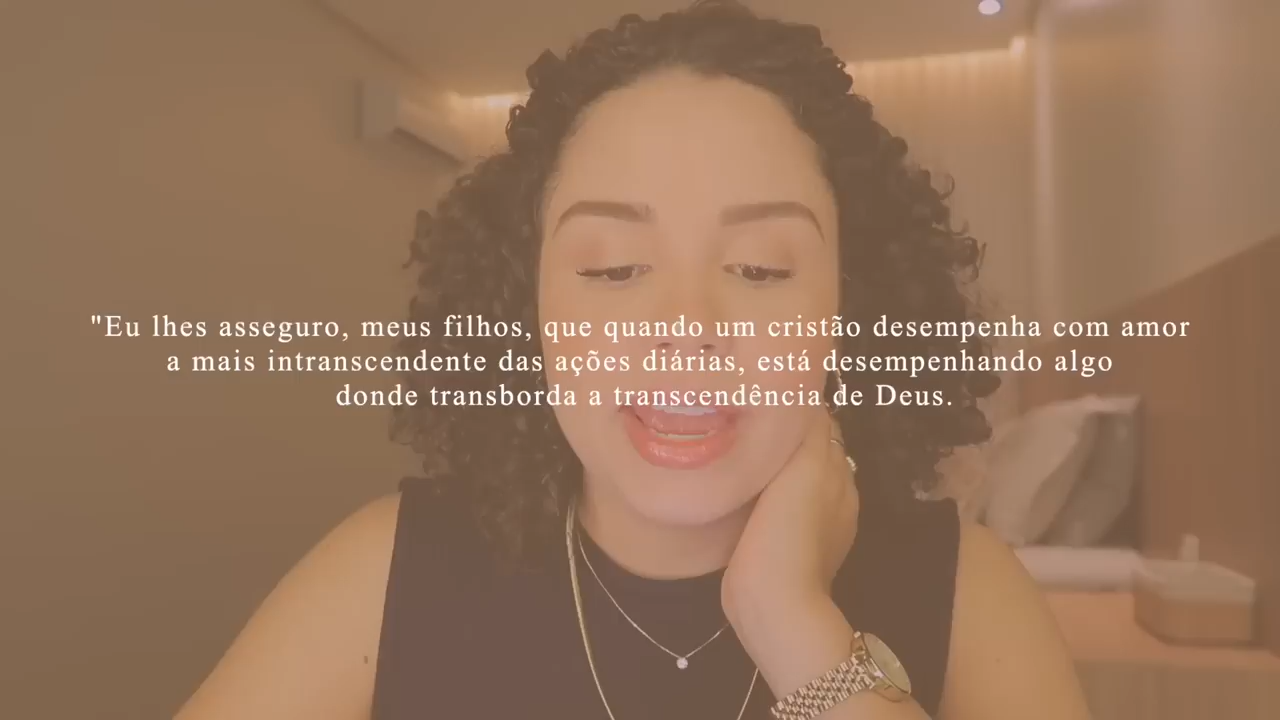 "Eu lhes asseguro, meus filhos, que quando um cristão desempenha com amor
a mais intranscendente das ações diárias, está desempenhando algo
donde transborda a transcendência de Deus.